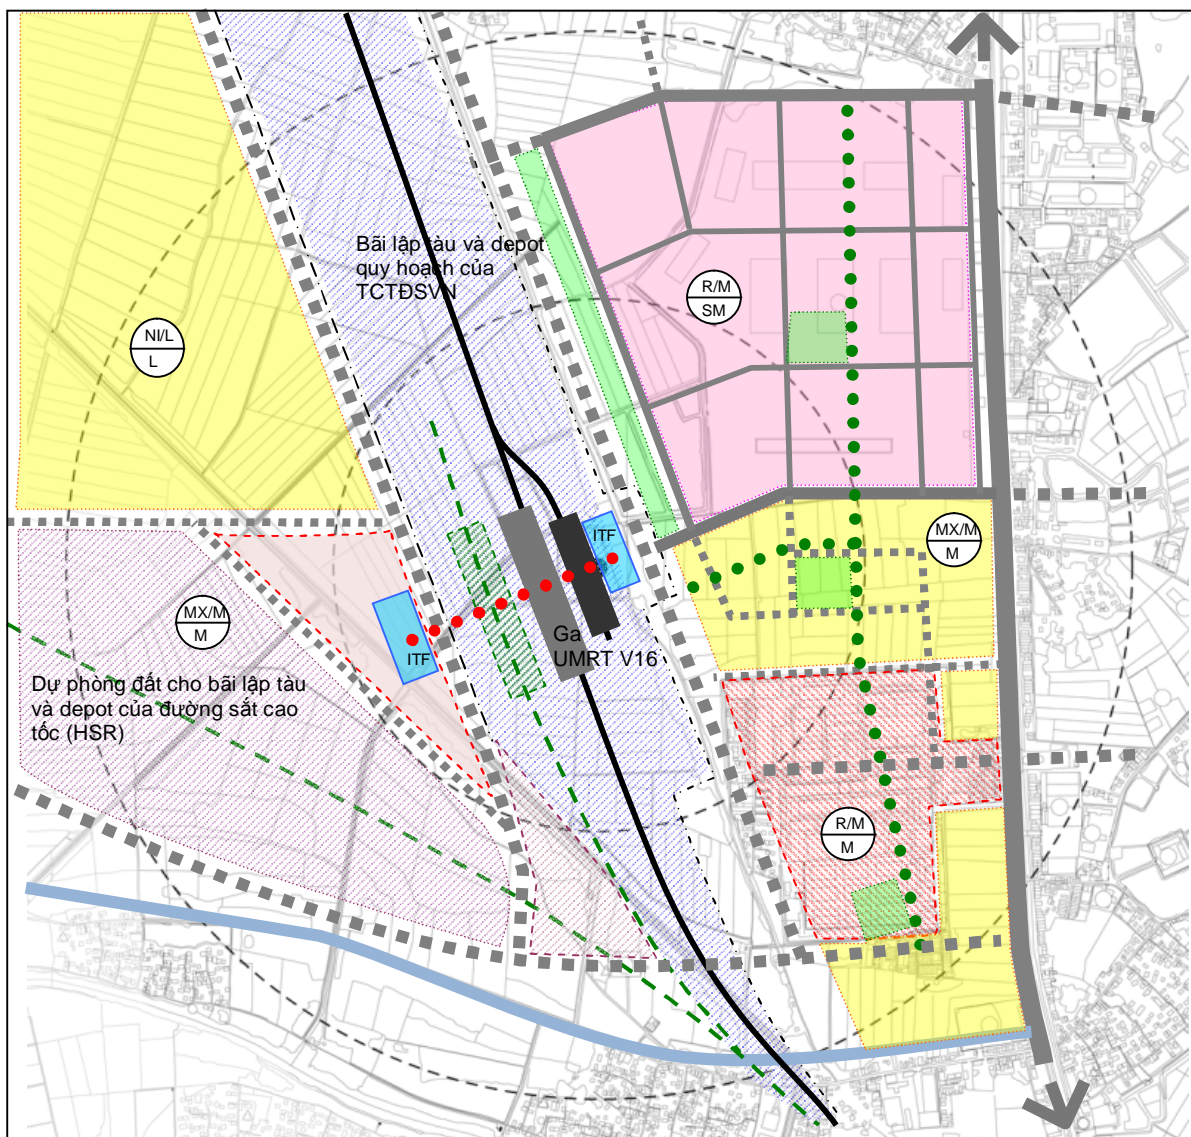 Bãi lập tàu và depot
quy hoạch của
TCTĐSVN
R/M
SM
NI/L
L
ITF
MX/M
M
MX/M
M
Ga
UMRT V16
ITF
Dự phòng đất cho bãi lập tàu
và depot của đường sắt cao
tốc (HSR)
R/M
M